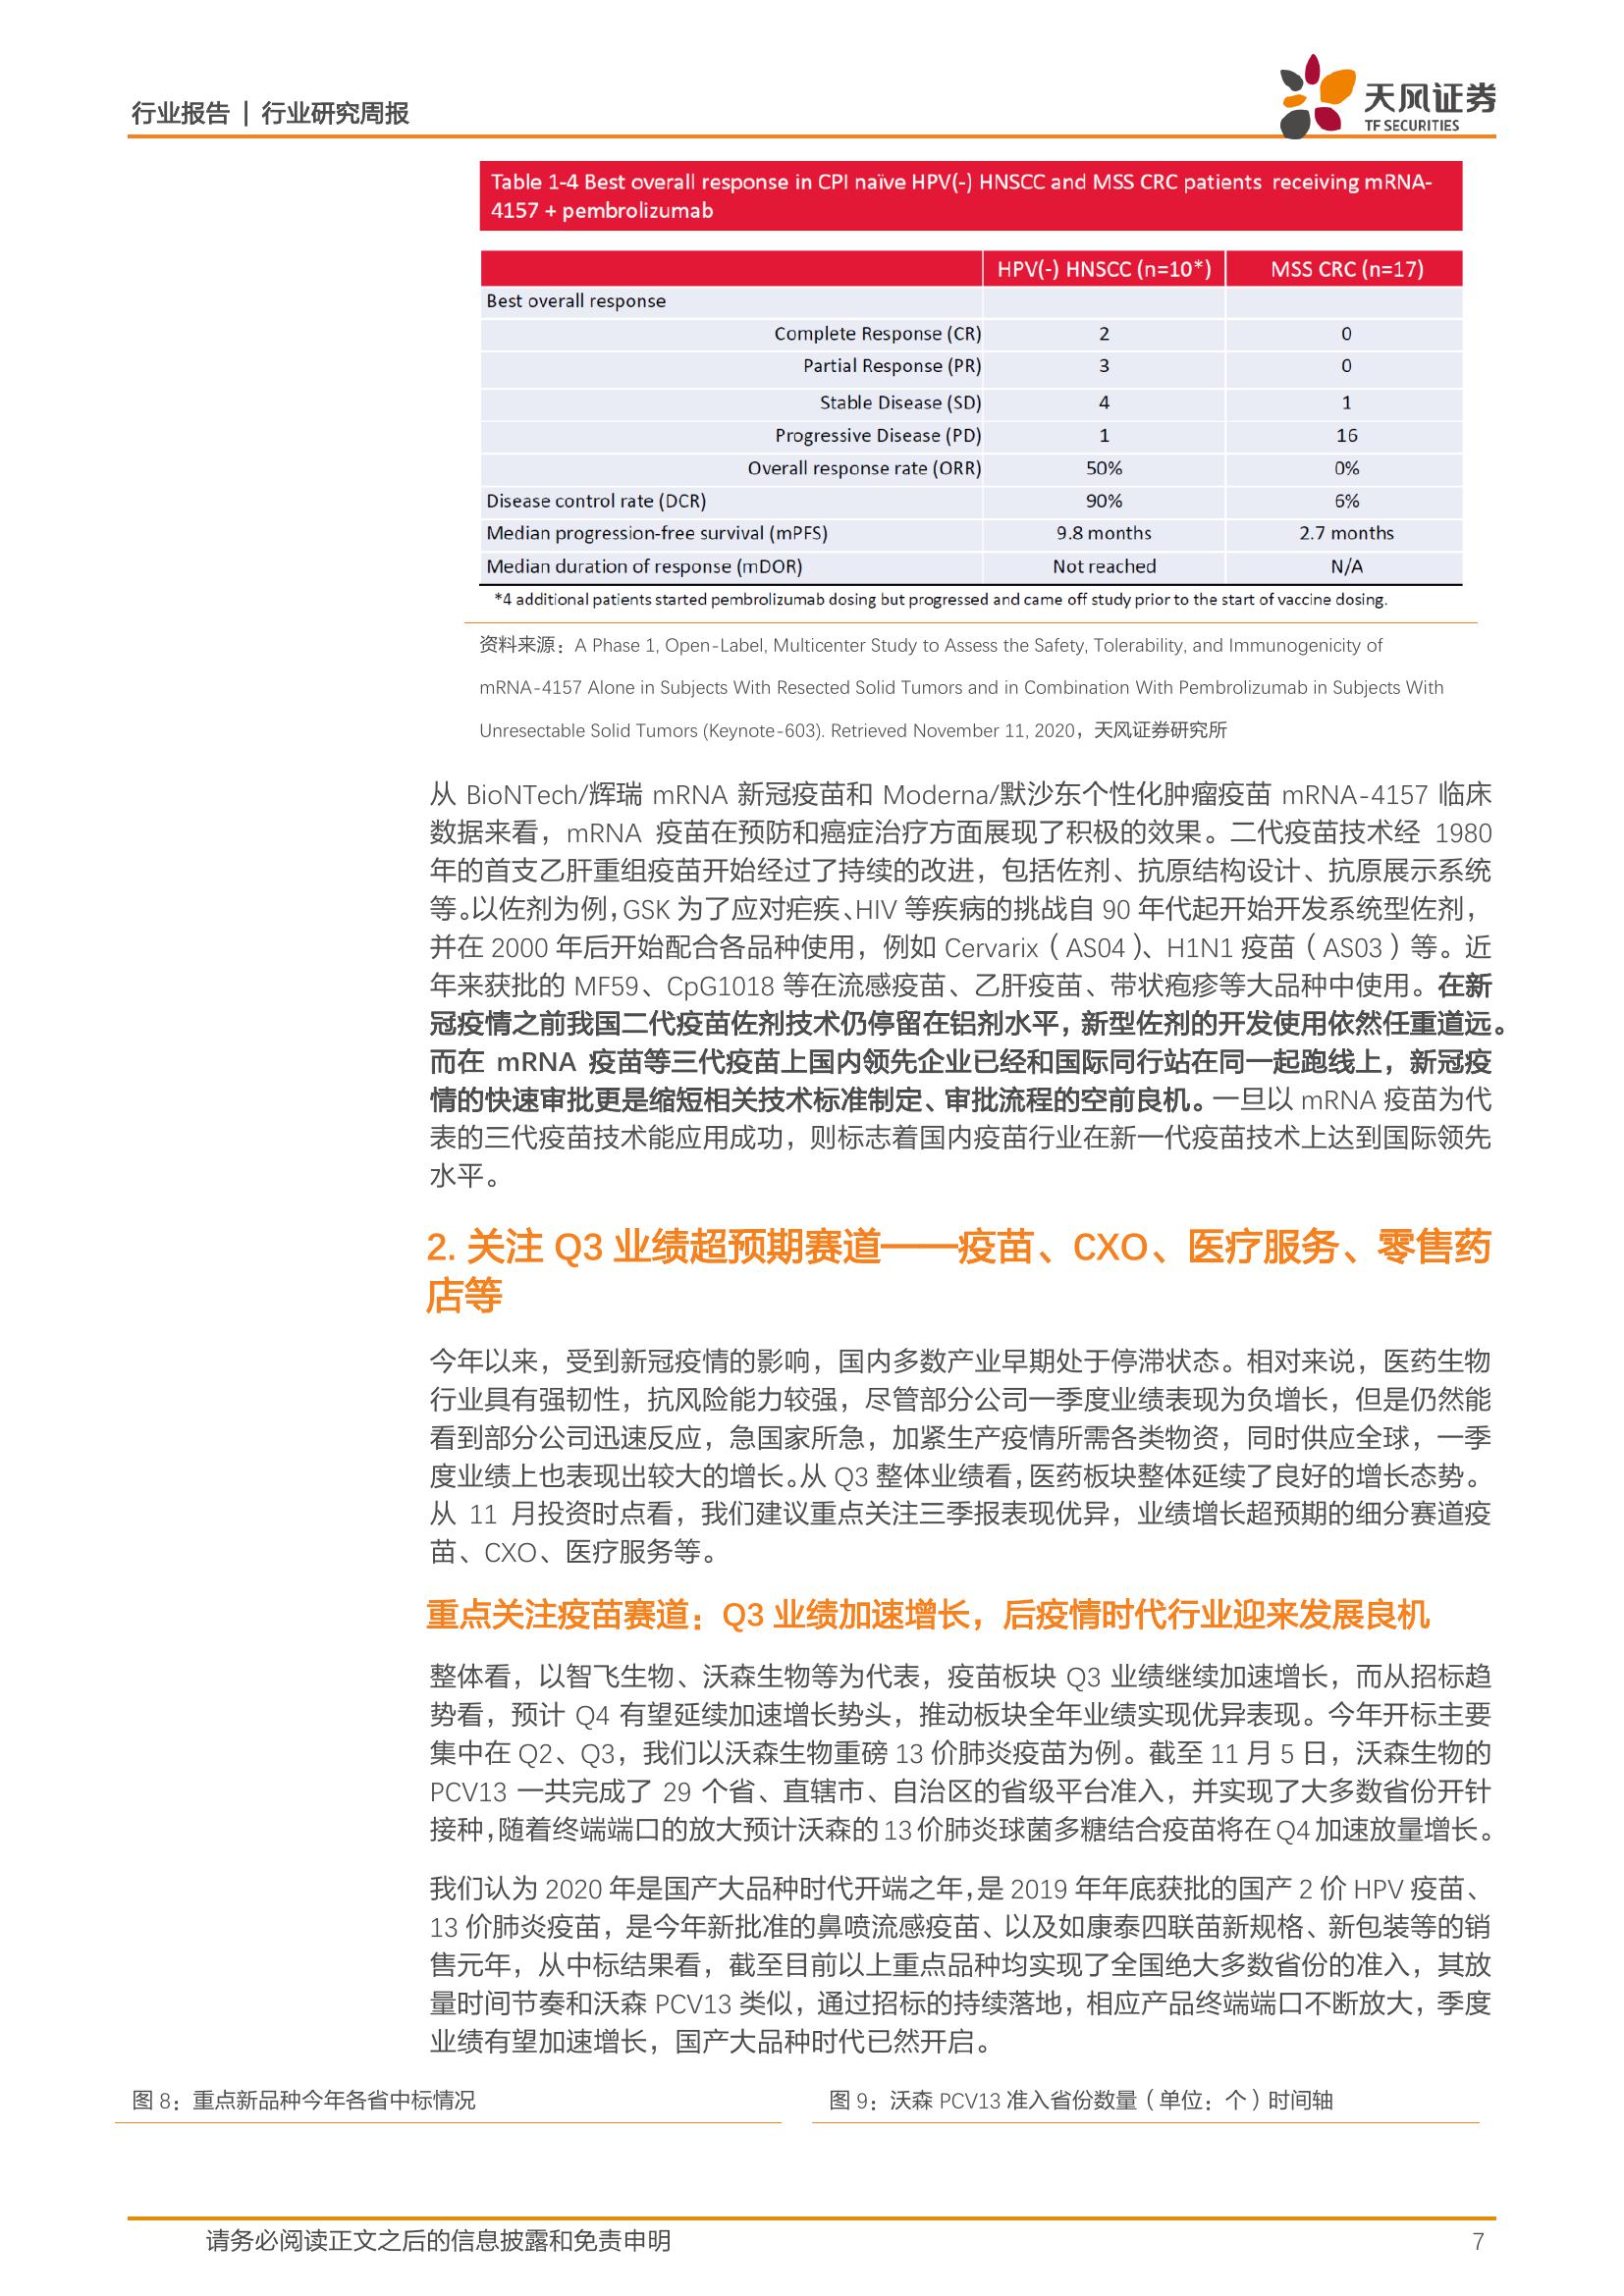 行业报告 | 行业研究周报
天风证券
TF SECURITIES
Table 1-4 Best overall response in CPI naïve HPV(-) HNSCC and MSS CRC patients receiving mRNA-
4157 + pembrolizumab
HPV(-) HNSCC (n=10*) MSS CRC (n=17)
Best overall response
Complete Response (CR) 2 0
Partial Response (PR) 3 0
Stable Disease (SD) 4 1
Progressive Disease (PD) 1 16
Overall response rate (ORR) 50% 0%
Disease control rate (DCR) 90% 6%
Median progression-free survival (mPFS) 9.8 months 2.7 months
Median duration of response (mDOR) Not reached N/A
*4 additional patients started pembrolizumab dosing but progressed and came off study prior to the start of vaccine dosing.
资料来源：A Phase 1, Open-Label, Multicenter Study to Assess the Safety, Tolerability, and Immunogenicity of
mRNA-4157 Alone in Subjects With Resected Solid Tumors and in Combination With Pembrolizumab in Subjects With
Unresectable Solid Tumors (Keynote-603). Retrieved November 11, 2020，天风证券研究所
从 BioNTech/辉瑞 mRNA 新冠疫苗和 Moderna/默沙东个性化肿瘤疫苗 mRNA-4157 临床
数据来看，mRNA 疫苗在预防和癌症治疗方面展现了积极的效果。二代疫苗技术经 1980
年的首支乙肝重组疫苗开始经过了持续的改进，包括佐剂、抗原结构设计、抗原展示系统
等。以佐剂为例，GSK 为了应对疟疾、HIV 等疾病的挑战自 90 年代起开始开发系统型佐剂，
并在 2000 年后开始配合各品种使用，例如 Cervarix（AS04）、H1N1 疫苗（AS03）等。近
年来获批的 MF59、CpG1018 等在流感疫苗、乙肝疫苗、带状疱疹等大品种中使用。在新
冠疫情之前我国二代疫苗佐剂技术仍停留在铝剂水平，新型佐剂的开发使用依然任重道远。
而在 mRNA 疫苗等三代疫苗上国内领先企业已经和国际同行站在同一起跑线上，新冠疫
情的快速审批更是缩短相关技术标准制定、审批流程的空前良机。一旦以 mRNA 疫苗为代
表的三代疫苗技术能应用成功，则标志着国内疫苗行业在新一代疫苗技术上达到国际领先
水平。
2. 关注 Q3 业绩超预期赛道——疫苗、CXO、医疗服务、零售药
店等
今年以来，受到新冠疫情的影响，国内多数产业早期处于停滞状态。相对来说，医药生物
行业具有强韧性，抗风险能力较强，尽管部分公司一季度业绩表现为负增长，但是仍然能
看到部分公司迅速反应，急国家所急，加紧生产疫情所需各类物资，同时供应全球，一季
度业绩上也表现出较大的增长。从 Q3 整体业绩看，医药板块整体延续了良好的增长态势。
从 11 月投资时点看，我们建议重点关注三季报表现优异，业绩增长超预期的细分赛道疫
苗、CXO、医疗服务等。
重点关注疫苗赛道：Q3 业绩加速增长，后疫情时代行业迎来发展良机
整体看，以智飞生物、沃森生物等为代表，疫苗板块 Q3 业绩继续加速增长，而从招标趋
势看，预计 Q4 有望延续加速增长势头，推动板块全年业绩实现优异表现。今年开标主要
集中在 Q2、Q3，我们以沃森生物重磅 13 价肺炎疫苗为例。截至 11 月 5 日，沃森生物的
PCV13 一共完成了 29 个省、直辖市、自治区的省级平台准入，并实现了大多数省份开针
接种，随着终端端口的放大预计沃森的 13 价肺炎球菌多糖结合疫苗将在 Q4 加速放量增长。
我们认为 2020 年是国产大品种时代开端之年，是 2019 年年底获批的国产 2 价 HPV 疫苗、
13 价肺炎疫苗，是今年新批准的鼻喷流感疫苗、以及如康泰四联苗新规格、新包装等的销
售元年，从中标结果看，截至目前以上重点品种均实现了全国绝大多数省份的准入，其放
量时间节奏和沃森 PCV13 类似，通过招标的持续落地，相应产品终端端口不断放大，季度
业绩有望加速增长，国产大品种时代已然开启。
图 8：重点新品种今年各省中标情况
图 9：沃森 PCV13 准入省份数量（单位：个）时间轴
请务必阅读正文之后的信息披露和免责申明 7